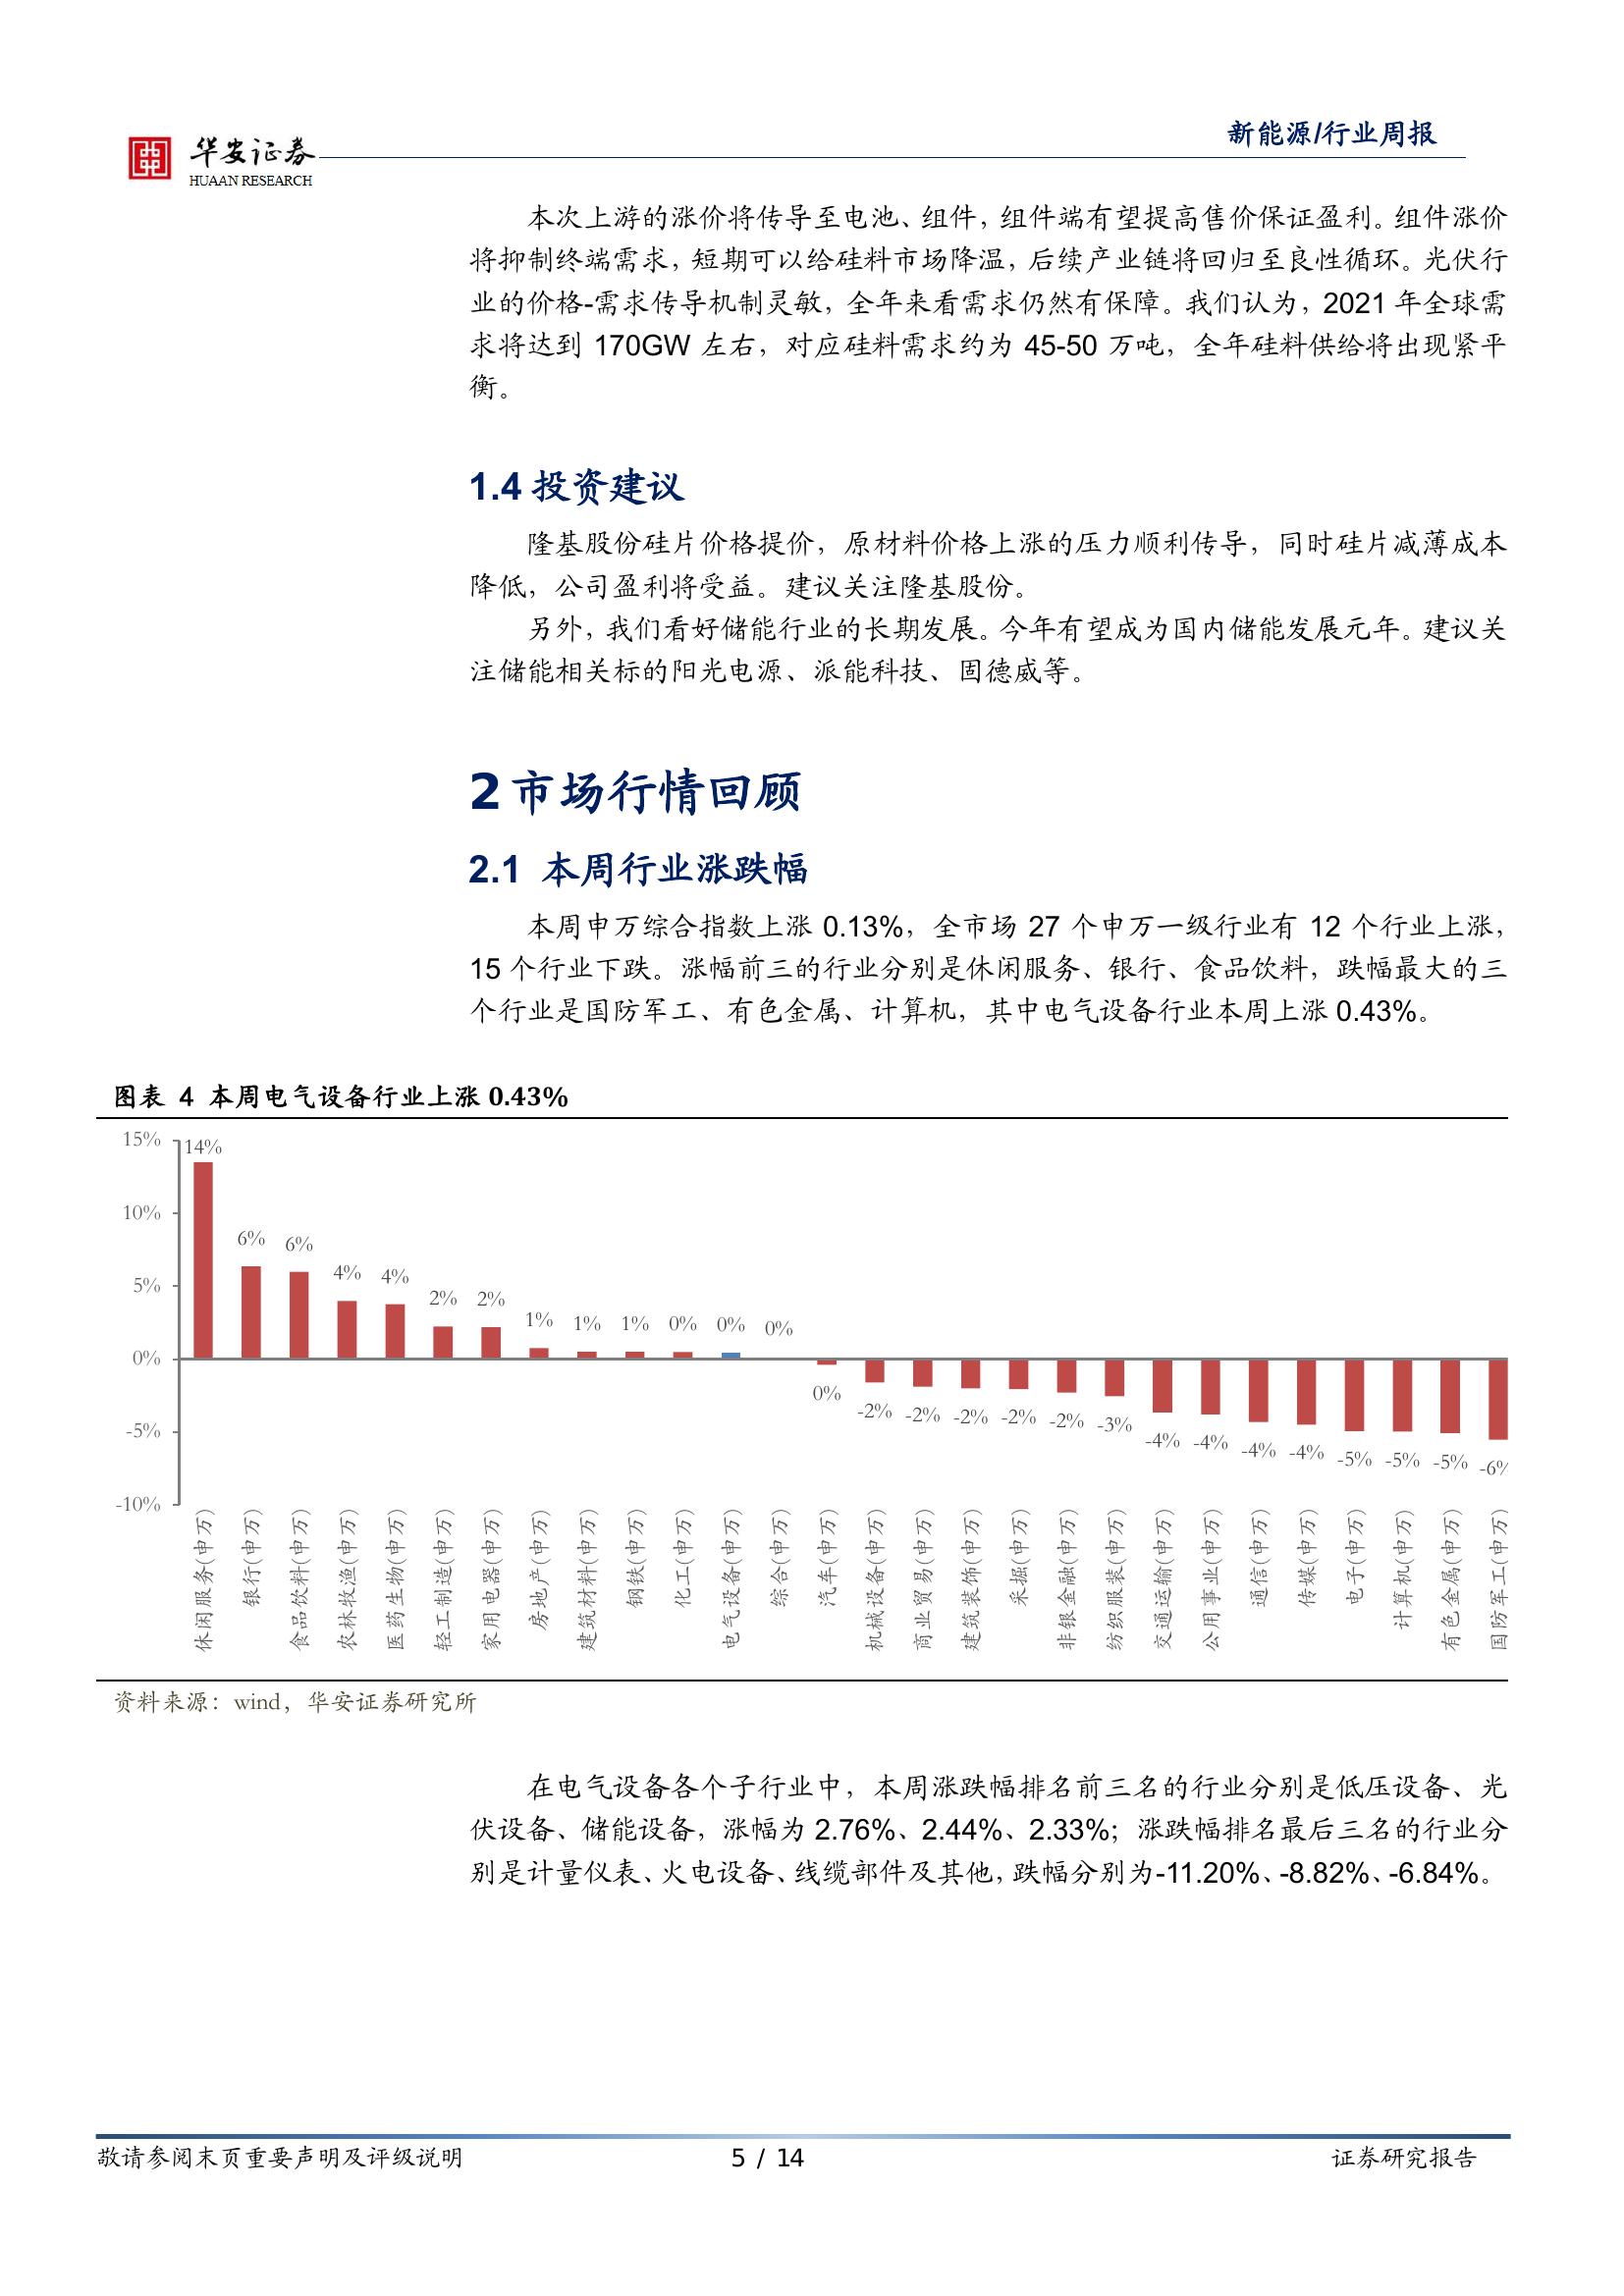 华安证券
HUAAN RESEARCH
新能源/行业周报
本次上游的涨价将传导至电池、组件，组件端有望提高售价保证盈利。组件涨价
将抑制终端需求，短期可以给硅料市场降温，后续产业链将回归至良性循环。光伏行
业的价格-需求传导机制灵敏，全年来看需求仍然有保障。我们认为，2021 年全球需
求将达到 170GW 左右，对应硅料需求约为 45-50 万吨，全年硅料供给将出现紧平
衡。
1.4 投资建议
隆基股份硅片价格提价，原材料价格上涨的压力顺利传导，同时硅片减薄成本
降低，公司盈利将受益。建议关注隆基股份。
另外，我们看好储能行业的长期发展。今年有望成为国内储能发展元年。建议关
注储能相关标的阳光电源、派能科技、固德威等。
2 市场行情回顾
2.1 本周行业涨跌幅
本周申万综合指数上涨 0.13%，全市场 27 个申万一级行业有 12 个行业上涨，
15 个行业下跌。涨幅前三的行业分别是休闲服务、银行、食品饮料，跌幅最大的三
个行业是国防军工、有色金属、计算机，其中电气设备行业本周上涨 0.43%。
图表 4 本周电气设备行业上涨 0.43%
15%
10%
5%
0%
-5%
-10%
14%
6%
6%
4%
4%
2%
2%
1%
1%
1%
0%
0%
0%
0%
-2%
-2%
-2%
-2%
-2%
-3%
-4%
-4%
-4%
-4%
-5%
-5%
-5%
-6%
休闲服务(申万)
银行(申万)
食品饮料(申万)
农林牧渔(申万)
医药生物(申万)
轻工制造(申万)
家用电器(申万)
房地产(申万)
建筑材料(申万)
钢铁(申万)
化工(申万)
电气设备(申万)
综合(申万)
汽车(申万)
机械设备(申万)
商业贸易(申万)
建筑装饰(申万)
采掘(申万)
非银金融(申万)
纺织服装(申万)
交通运输(申万)
公用事业(申万)
通信(申万)
传媒(申万)
电子(申万)
计算机(申万)
有色金属(申万)
国防军工(申万)
资料来源：wind，华安证券研究所
在电气设备各个子行业中，本周涨跌幅排名前三名的行业分别是低压设备、光
伏设备、储能设备，涨幅为 2.76%、2.44%、2.33%；涨跌幅排名最后三名的行业分
别是计量仪表、火电设备、线缆部件及其他，跌幅分别为-11.20%、-8.82%、-6.84%。
敬请参阅末页重要声明及评级说明
5 / 14
证券研究报告